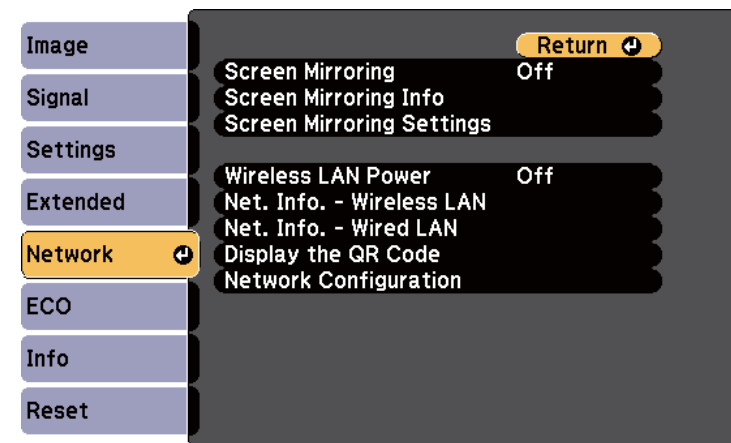 Image
Signal
Settings
Extended
Network
ECO
Info
Reset
Return
Screen Mirroring Off
Screen Mirroring Info
Screen Mirroring Settings
Wireless LAN Power Off
Net. Info. - Wireless LAN
Net. Info. - Wired LAN
Display the QR Code
Network Configuration